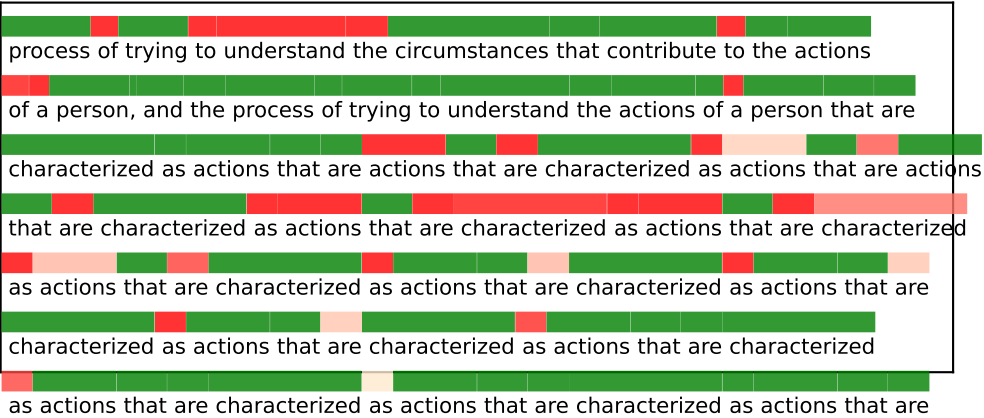 process of trying to understand the circumstances that contribute to the actions
of a person, and the process of trying to understand the actions of a person that are
characterized as actions that are actions that are characterized as actions that are actions
that are characterized as actions that are characterized as actions that are characterized
as actions that are characterized as actions that are characterized as actions that are
characterized as actions that are characterized as actions that are characterized
as actions that are characterized as actions that are characterized as actions that are